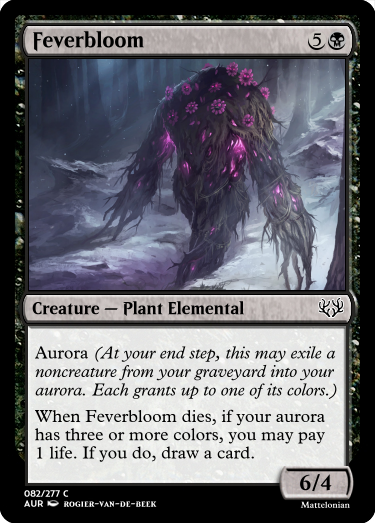 Feverbloom 5
Creature — Plant Elemental
Aurora (At your end step, this may exile a
noncreature from your graveyard into your
aurora. Each grants up to one of its colors.)
When Feverbloom dies, if your aurora
has three or more colors, you may pay
1 life. If you do, draw a card.
6/4
082/277 C
AUR ROGIER-VAN-DE-BEEK
Mattelonian